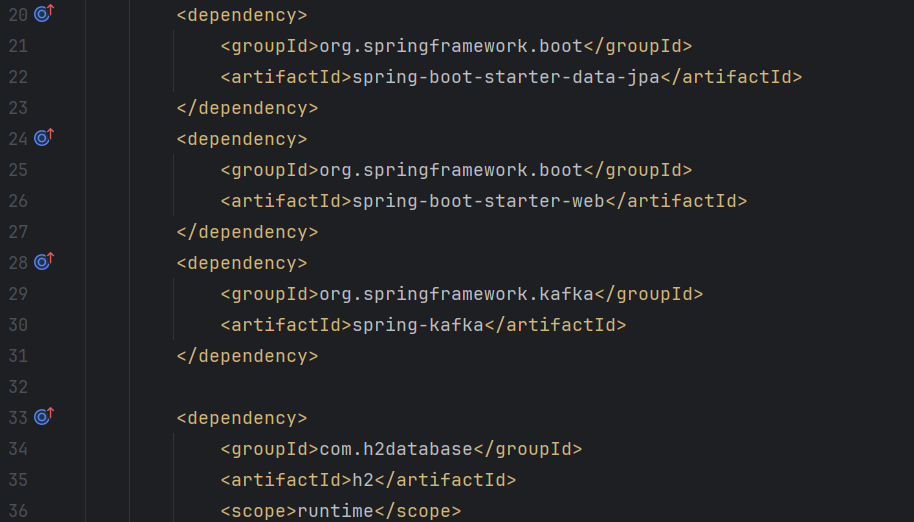 20 <dependency>
21 <groupId>org.springframework.boot</groupId>
22 <artifactId>spring-boot-starter-data-jpa</artifactId>
23 </dependency>
24 <dependency>
25 <groupId>org.springframework.boot</groupId>
26 <artifactId>spring-boot-starter-web</artifactId>
27 </dependency>
28 <dependency>
29 <groupId>org.springframework.kafka</groupId>
30 <artifactId>spring-kafka</artifactId>
31 </dependency>
32
33 <dependency>
34 <groupId>com.h2database</groupId>
35 <artifactId>h2</artifactId>
36 <scope>runtime</scope>